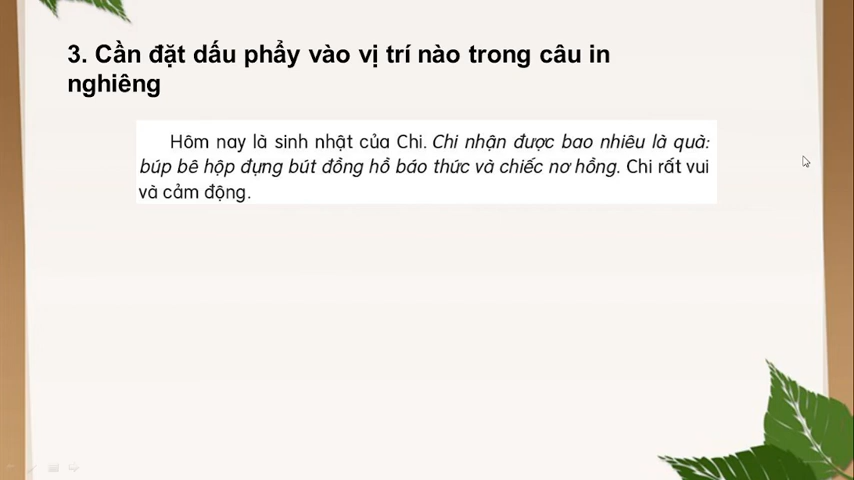 3. Cần đặt dấu phẩy vào vị trí nào trong câu in
nghiêng
Hôm nay là sinh nhật của Chi. Chi nhận được bao nhiêu là quà:
búp bê hộp đựng bút đồng hồ báo thức và chiếc nơ hồng. Chi rất vui
và cảm động.